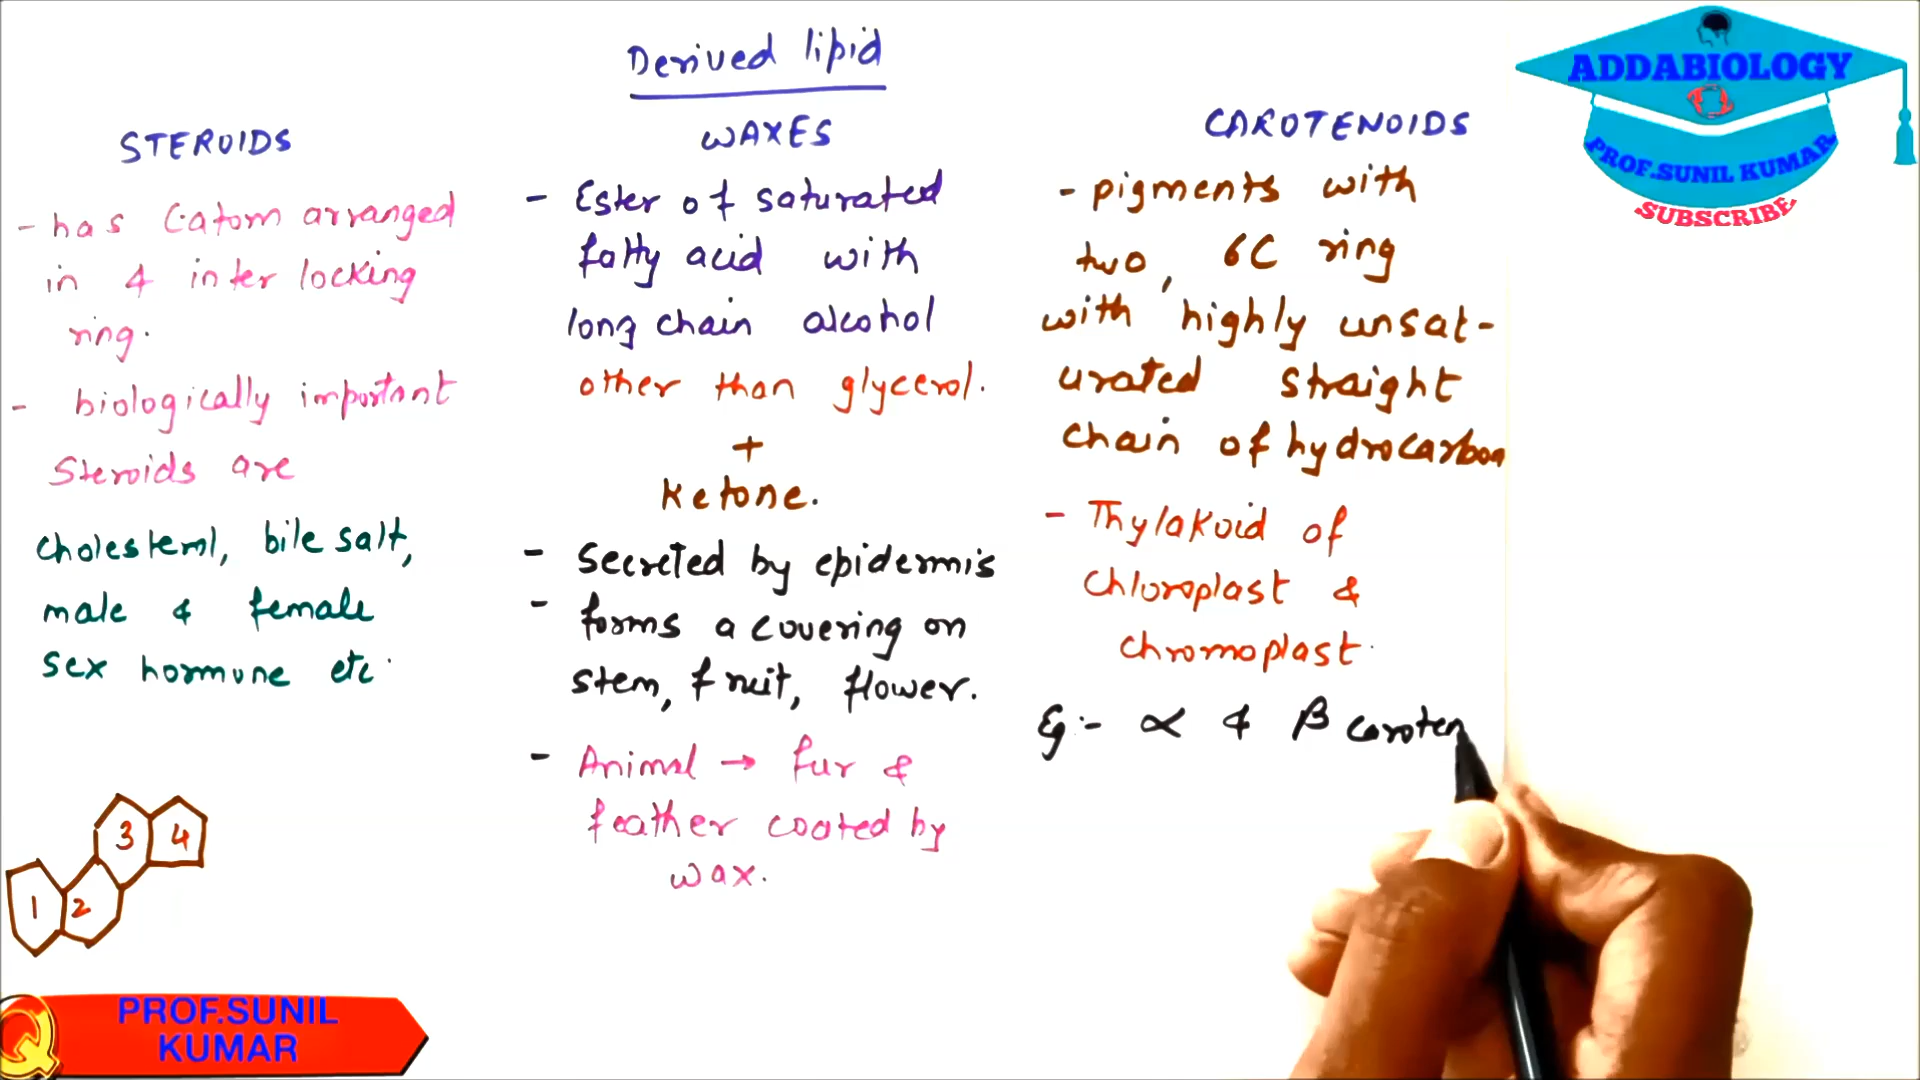 Derived lipid
STEROIDS
- has C-atom arranged
in 4 inter locking
ring.
- biologically important
Steroids are
cholesterol, bile salt,
male & female
sex hormone etc.
1 2 3 4
WAXES
- Ester of saturated
fatty acid with
long chain alcohol
other than glycerol.
+
Ketone.
- Secreted by epidermis
- forms a covering on
stem, fruit, flower.
- Animal → fur &
feather coated by
wax.
CAROTENOIDS
- pigments with
two, 6C ring
with highly unsat-
urated straight
chain of hydrocarbon
- Thylakoid of
chloroplast &
chromoplast.
Eg:- α & β caroten
ADDABIOLOGY
PROF.SUNIL KUMAR
SUBSCRIBE
PROF.SUNIL
KUMAR